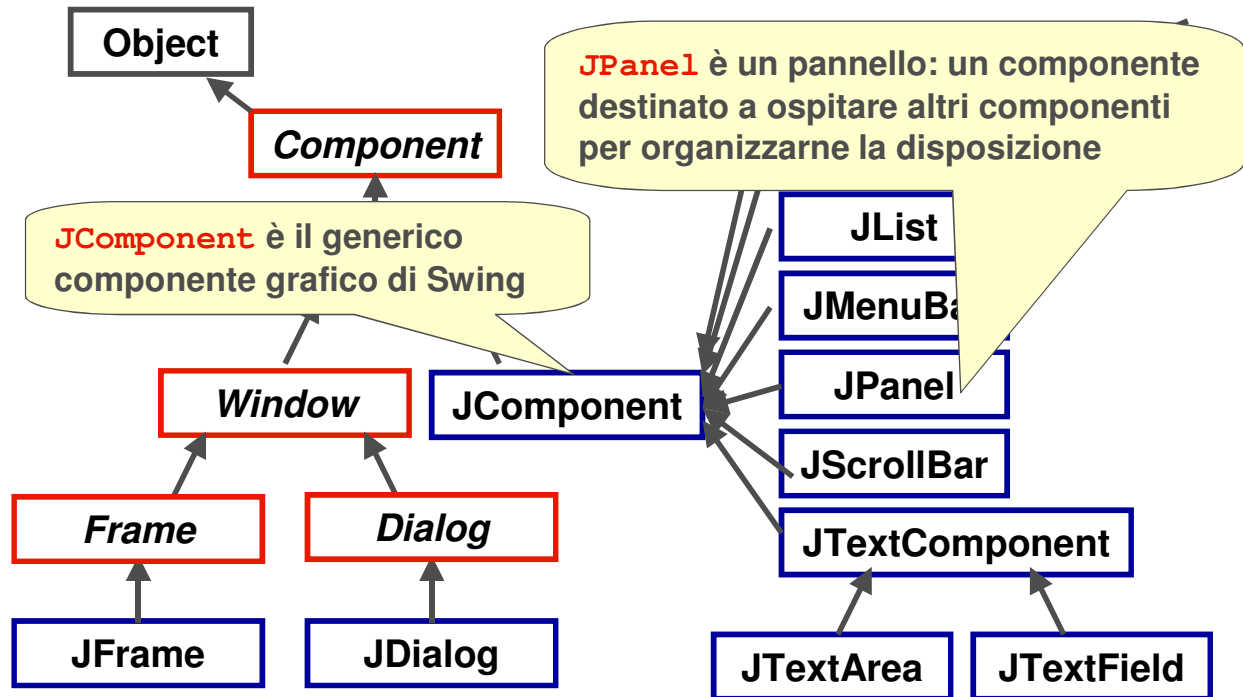 Object
JPanel è un pannello: un componente
destinato a ospitare altri componenti
per organizzarne la disposizione
Component
JComponent è il generico
componente grafico di Swing
JList
JMenuBa
JPanel
Window
JComponent
JScrollBar
Frame
Dialog
JTextComponent
JFrame
JDialog
JTextArea
JTextField